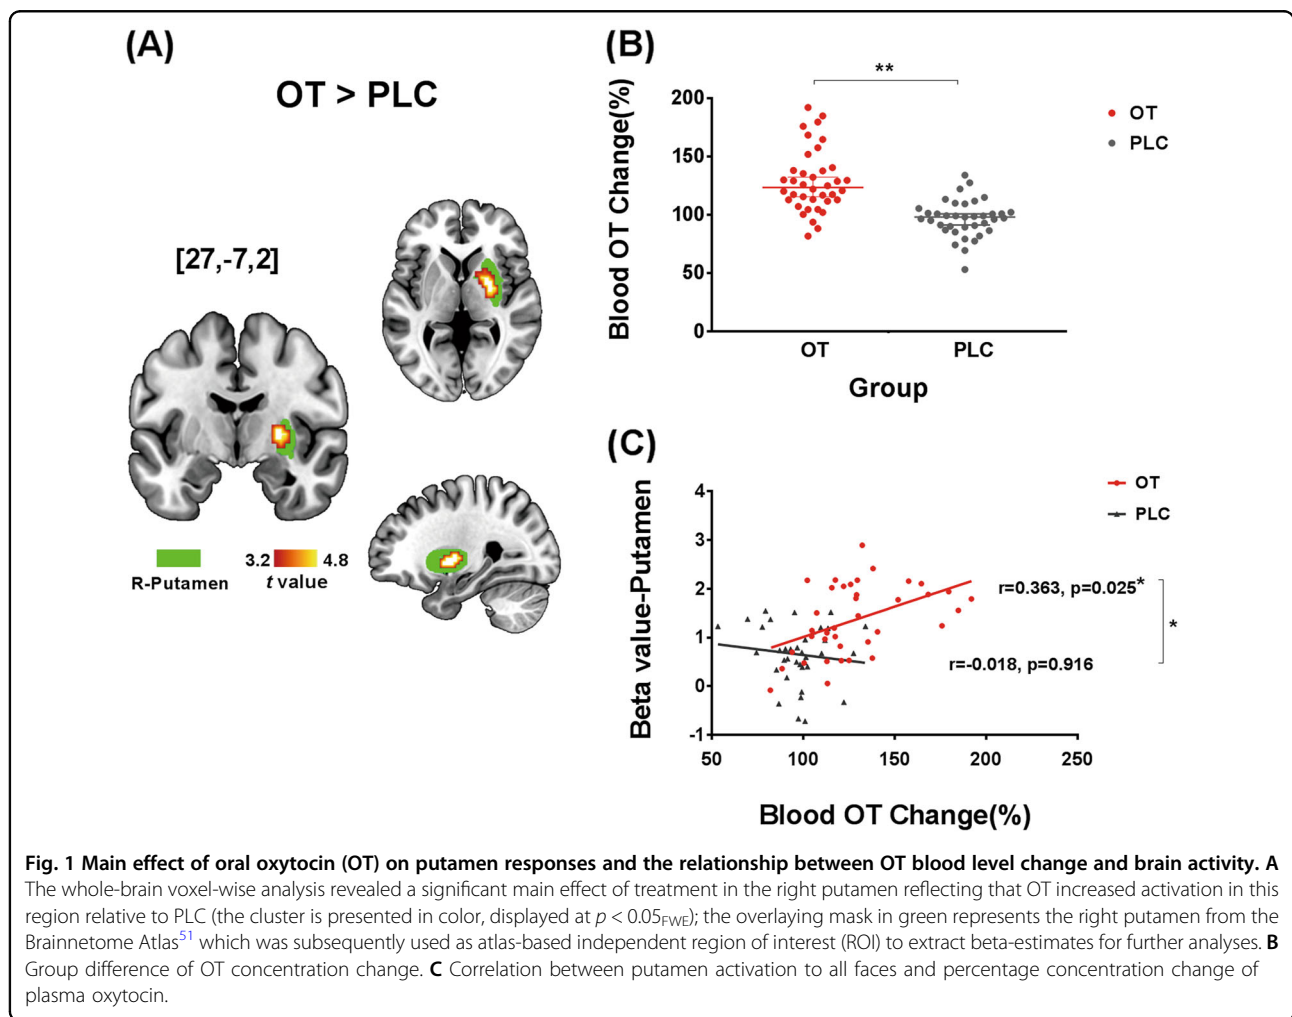 (A)
OT > PLC
[27,-7,2]
R-Putamen
3.2 4.8
t value
(B)
**
Blood OT Change(%)
200
150
100
50
0
OT PLC
Group
OT
PLC
(C)
Beta value-Putamen
4
3
2
1
0
-1
50 100 150 200 250
Blood OT Change(%)
OT
PLC
r=0.363, p=0.025*
*
r=-0.018, p=0.916
Fig. 1 Main effect of oral oxytocin (OT) on putamen responses and the relationship between OT blood level change and brain activity. A
The whole-brain voxel-wise analysis revealed a significant main effect of treatment in the right putamen reflecting that OT increased activation in this
region relative to PLC (the cluster is presented in color, displayed at p < 0.05FWE); the overlaying mask in green represents the right putamen from the
Brainnetome Atlas51 which was subsequently used as atlas-based independent region of interest (ROI) to extract beta-estimates for further analyses. B
Group difference of OT concentration change. C Correlation between putamen activation to all faces and percentage concentration change of
plasma oxytocin.